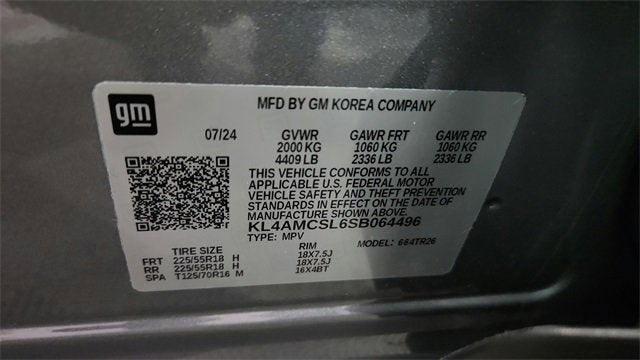 gm
MFD BY GM KOREA COMPANY
07/24 GVWR GAWR FRT GAWR RR
2000 KG 1060 KG 1060 KG
4409 LB 2336 LB 2336 LB
THIS VEHICLE CONFORMS TO ALL
APPLICABLE U.S. FEDERAL MOTOR
VEHICLE SAFETY AND THEFT PREVENTION
STANDARDS IN EFFECT ON THE DATE OF
MANUFACTURE SHOWN ABOVE.
KL4AMCSL6SB064496
TYPE: MPV MODEL: 664TR26
TIRE SIZE RIM
FRT 225/55R18 H 18X7.5J
RR 225/55R18 H 18X7.5J
SPA T125/70R16 M 16X4BT